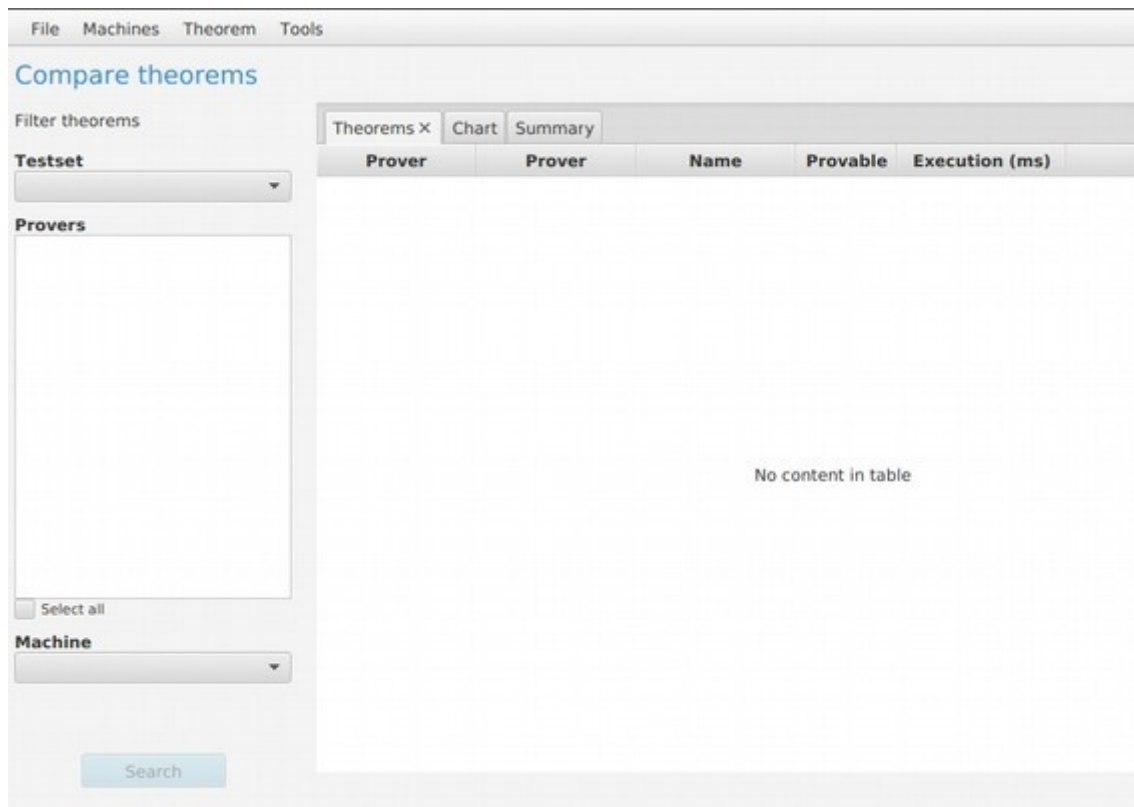 File Machines Theorem Tools
Compare theorems
Filter theorems
Testset
Provers
Select all
Machine
Search
Theorems × Chart Summary
Prover Prover Name Provable Execution (ms)
No content in table